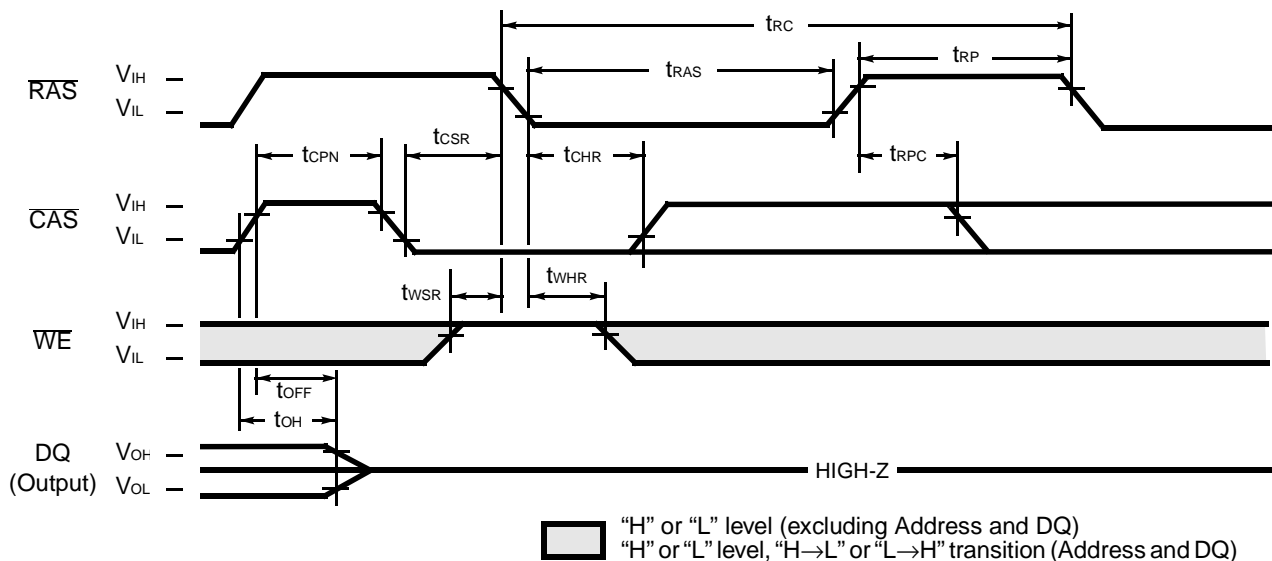 tRC
tRAS
tRP
RAS
VIH
VIL
tCPN
tCSR
tCHR
tRPC
CAS
VIH
VIL
tWSR
tWHR
WE
VIH
VIL
tOFF
tOH
DQ
(Output)
VOH
VOL
HIGH-Z
“H” or “L” level (excluding Address and DQ)
“H” or “L” level, “H→L” or “L→H” transition (Address and DQ)